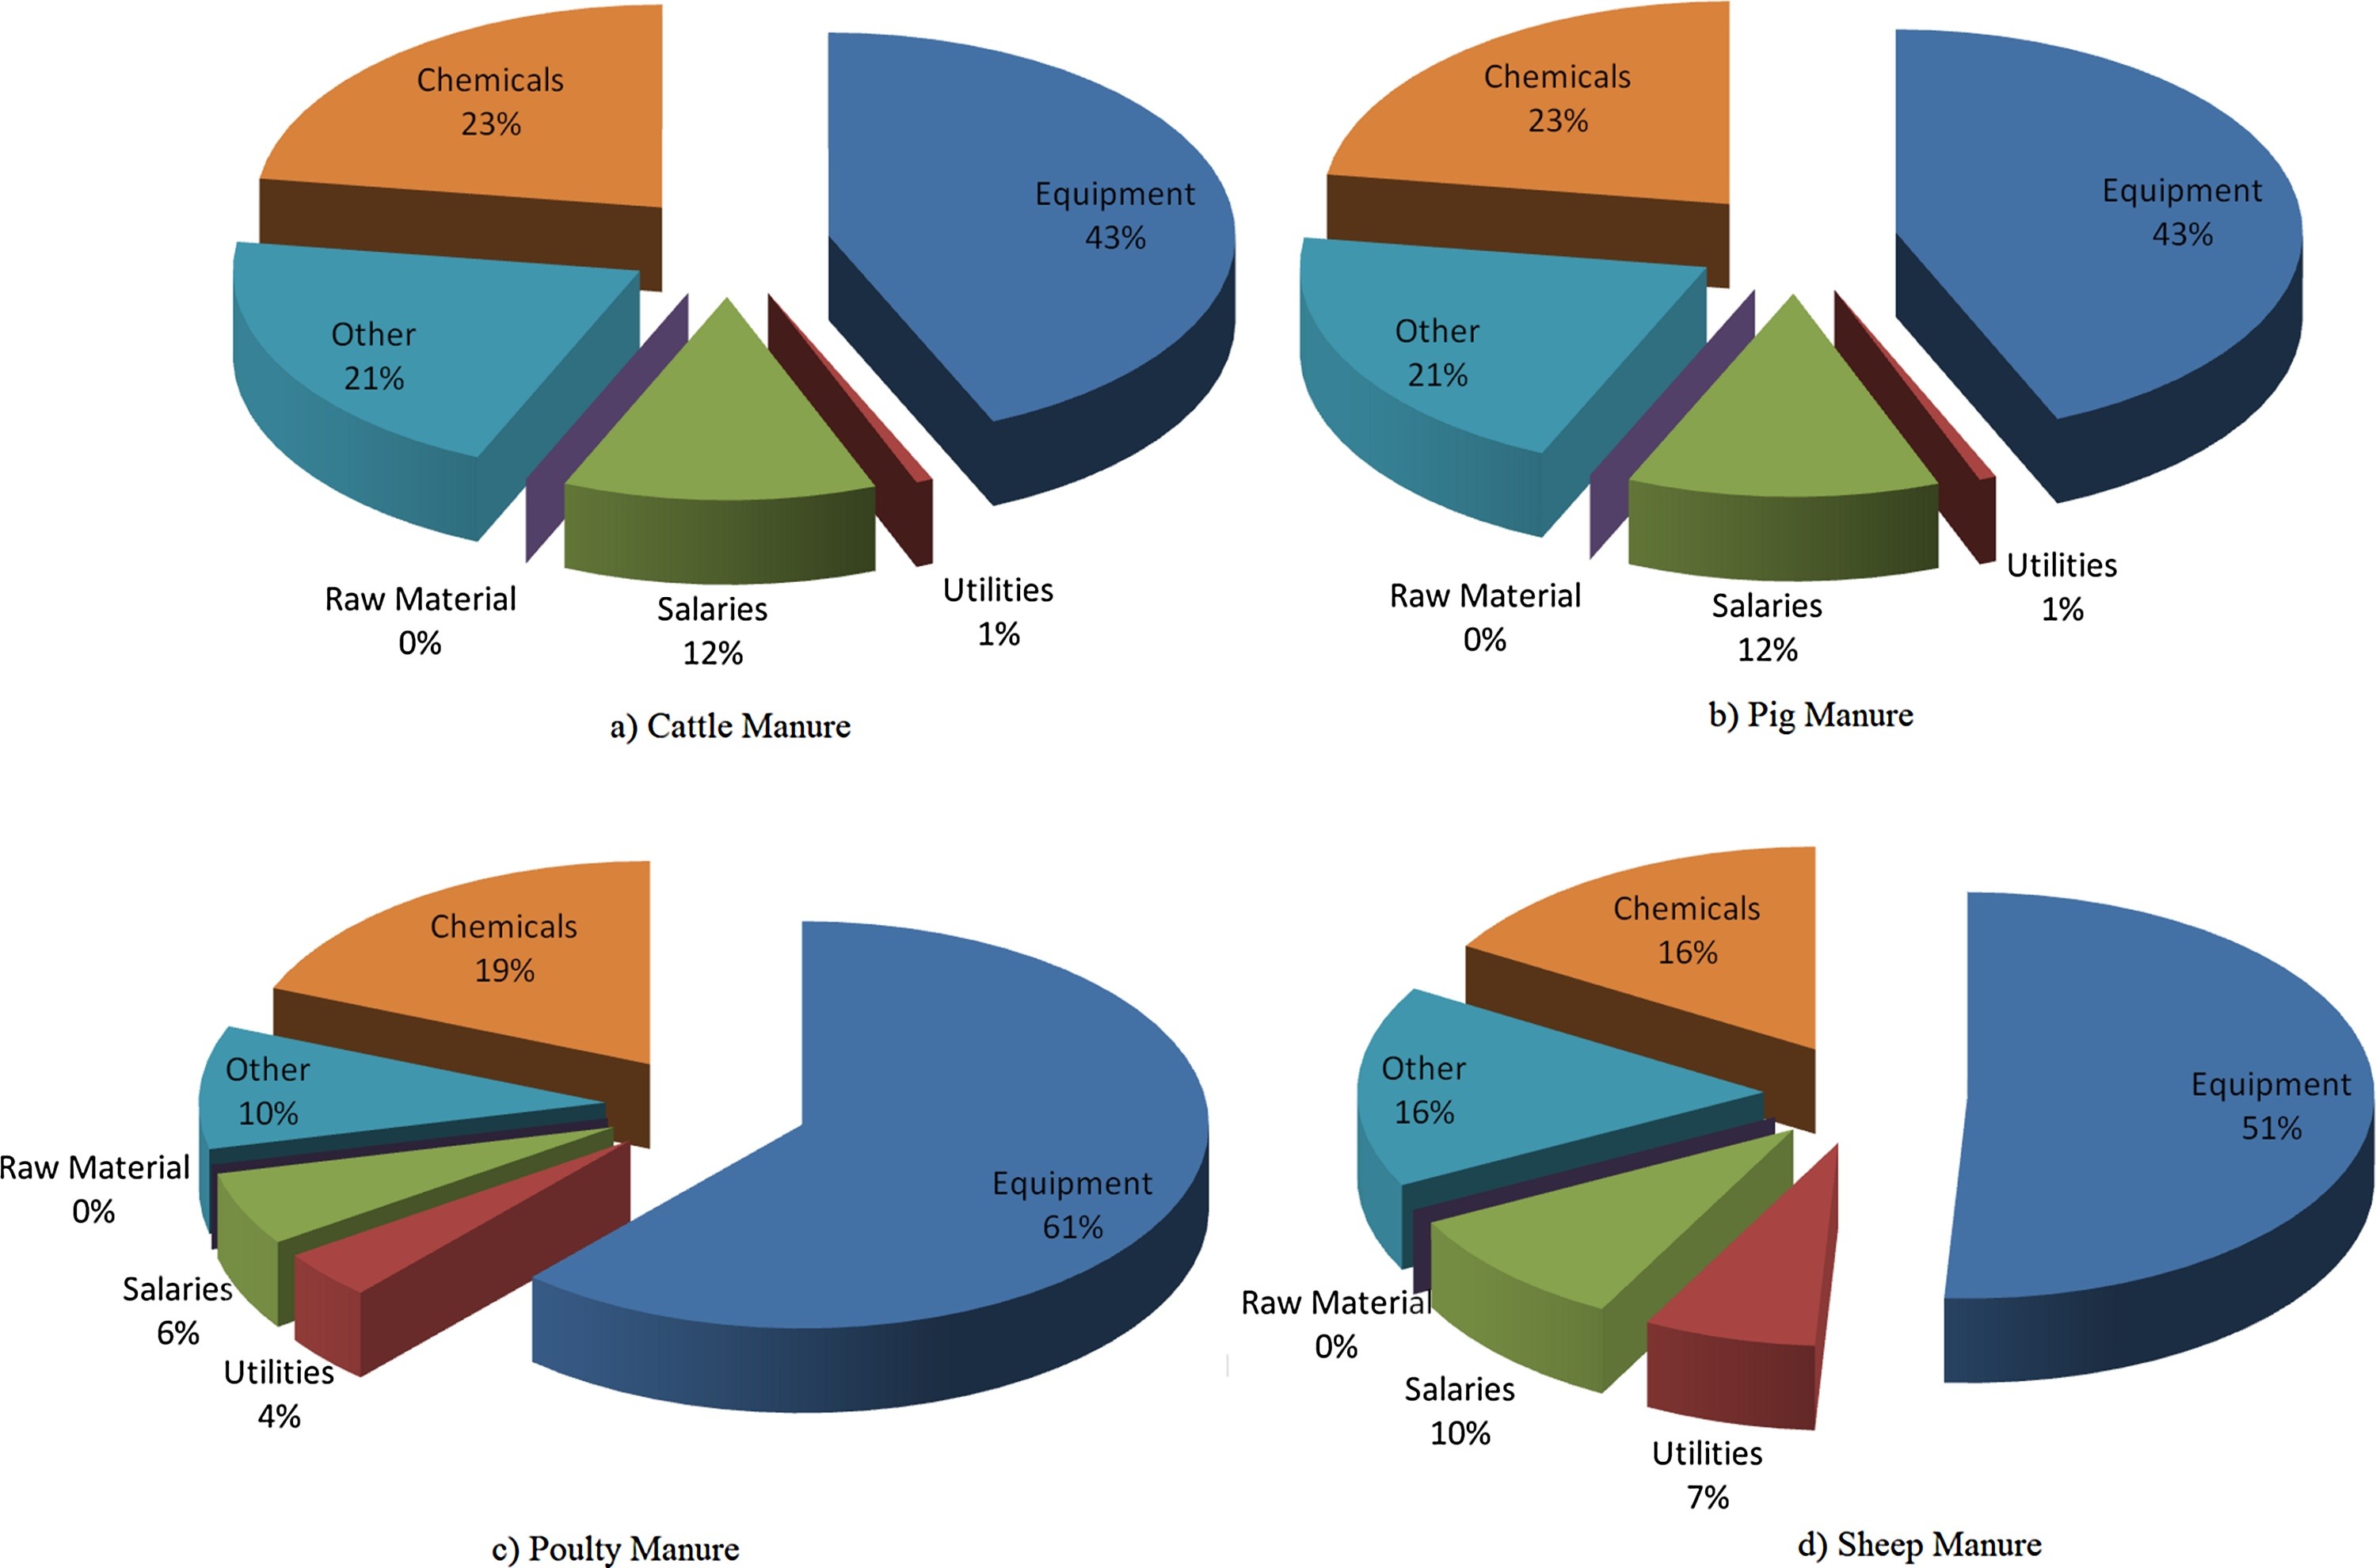 Chemicals
23%
Equipment
43%
Other
21%
Raw Material
0%
Salaries
12%
Utilities
1%
a) Cattle Manure
Chemicals
23%
Equipment
43%
Other
21%
Raw Material
0%
Salaries
12%
Utilities
1%
b) Pig Manure
Chemicals
19%
Other
10%
Raw Material
0%
Equipment
61%
Salaries
6%
Utilities
4%
c) Poulty Manure
Chemicals
16%
Other
16%
Equipment
51%
Raw Material
0%
Salaries
10%
Utilities
7%
d) Sheep Manure